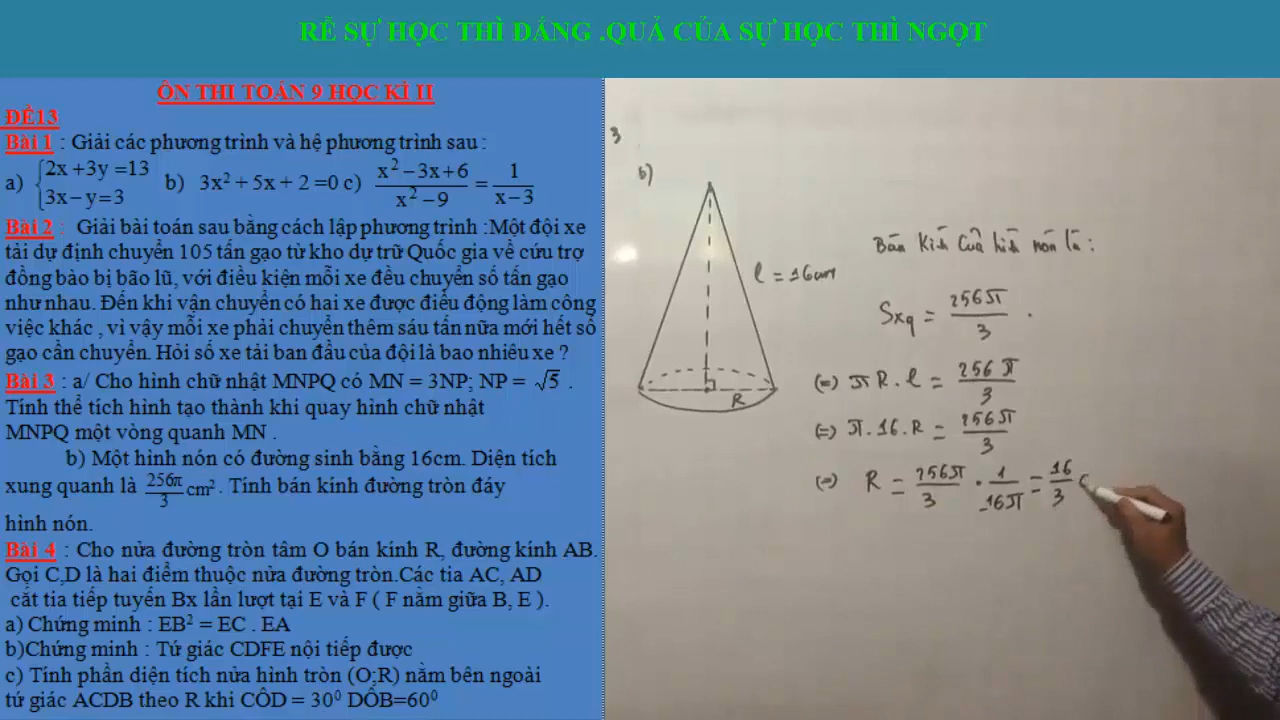 RỄ SỰ HỌC THÌ ĐẮNG .QUẢ CỦA SỰ HỌC THÌ NGỌT
ÔN THI TOÁN 9 HỌC KÌ II
ĐỀ13
Bài 1 : Giải các phương trình và hệ phương trình sau :
a) {2x +3y =13 3x – y = 3 b) 3x² + 5x + 2 =0 c) (x² – 3x + 6)/(x² – 9) = 1/(x – 3)
Bài 2 : Giải bài toán sau bằng cách lập phương trình :Một đội xe
tải dự định chuyển 105 tấn gạo từ kho dự trữ Quốc gia về cứu trợ
đồng bào bị bão lũ, với điều kiện mỗi xe đều chuyển số tấn gạo
như nhau. Đến khi vận chuyển có hai xe được điều động làm công
việc khác , vì vậy mỗi xe phải chuyển thêm sáu tấn nữa mới hết số
gạo cần chuyển. Hỏi số xe tải ban đầu của đội là bao nhiêu xe ?
Bài 3 : a/ Cho hình chữ nhật MNPQ có MN = 3NP; NP = √5 .
Tính thể tích hình tạo thành khi quay hình chữ nhật
MNPQ một vòng quanh MN .
b) Một hình nón có đường sinh bằng 16cm. Diện tích
xung quanh là 256π/3 cm². Tính bán kính đường tròn đáy
hình nón.
Bài 4 : Cho nửa đường tròn tâm O bán kính R, đường kính AB.
Gọi C,D là hai điểm thuộc nửa đường tròn.Các tia AC, AD
cắt tia tiếp tuyến Bx lần lượt tại E và F ( F nằm giữa B, E ).
a) Chứng minh : EB² = EC . EA
b)Chứng minh : Tứ giác CDFE nội tiếp được
c) Tính phần diện tích nửa hình tròn (O;R) nằm bên ngoài
tứ giác ACDB theo R khi CÔD = 30⁰ DÔB=60⁰
3
b)
l = 16cm
R
Bán kính của hình nón là :
Sxq = 256π/3 .
(=) π R . l = 256 π/3
(=) π . 16 . R = 256π/3
(=) R = 256π/3 . 1/16π = 16/3 c